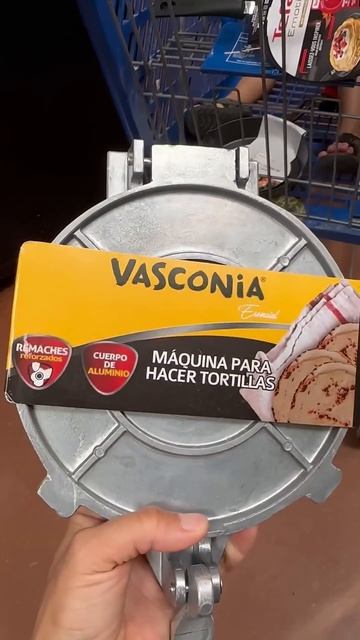 VASCONIA®
Esencial
REMACHES
reforzados
CUERPO
DE
ALUMINIO
MÁQUINA PARA
HACER TORTILLAS